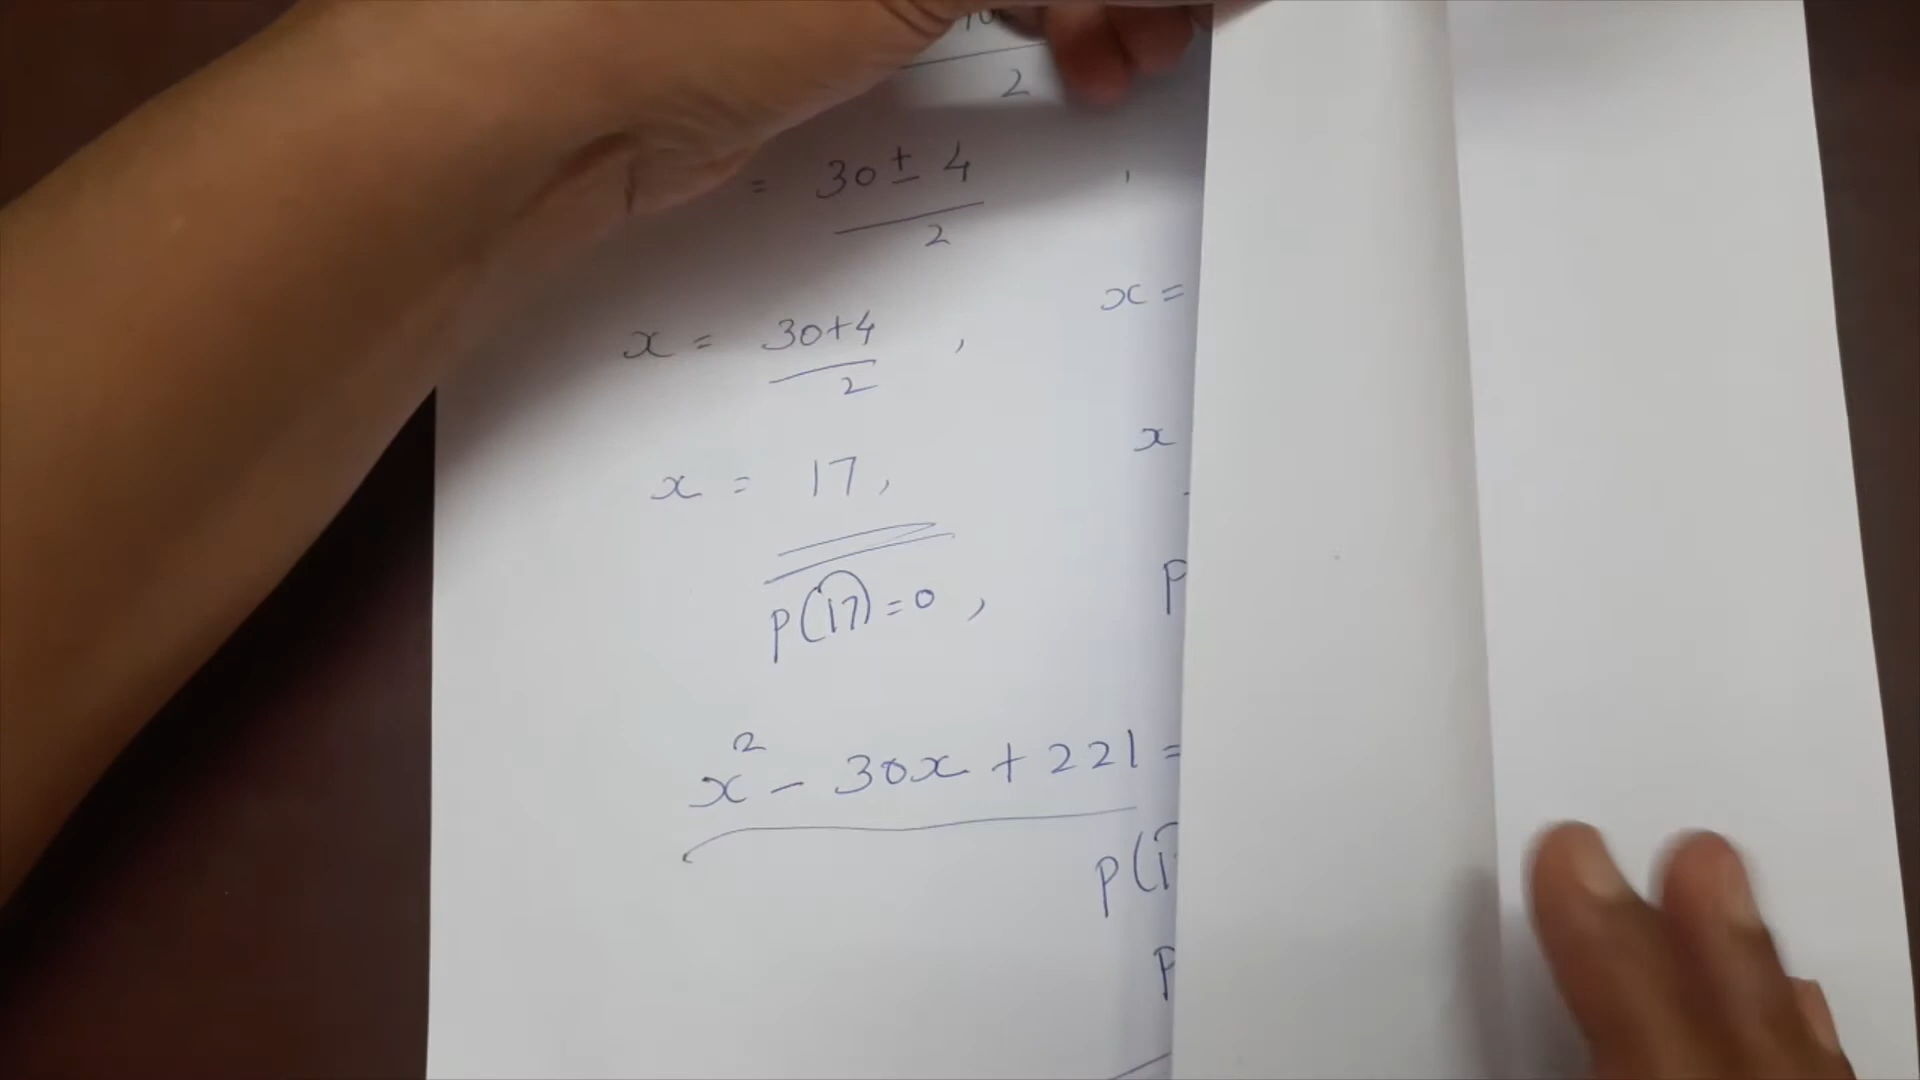 2
= 30 ± 4 ,
2
x = 30+4 , x =
2
x = 17, x
P(17) = 0 , P
x² - 30x + 221 =
P(1
P